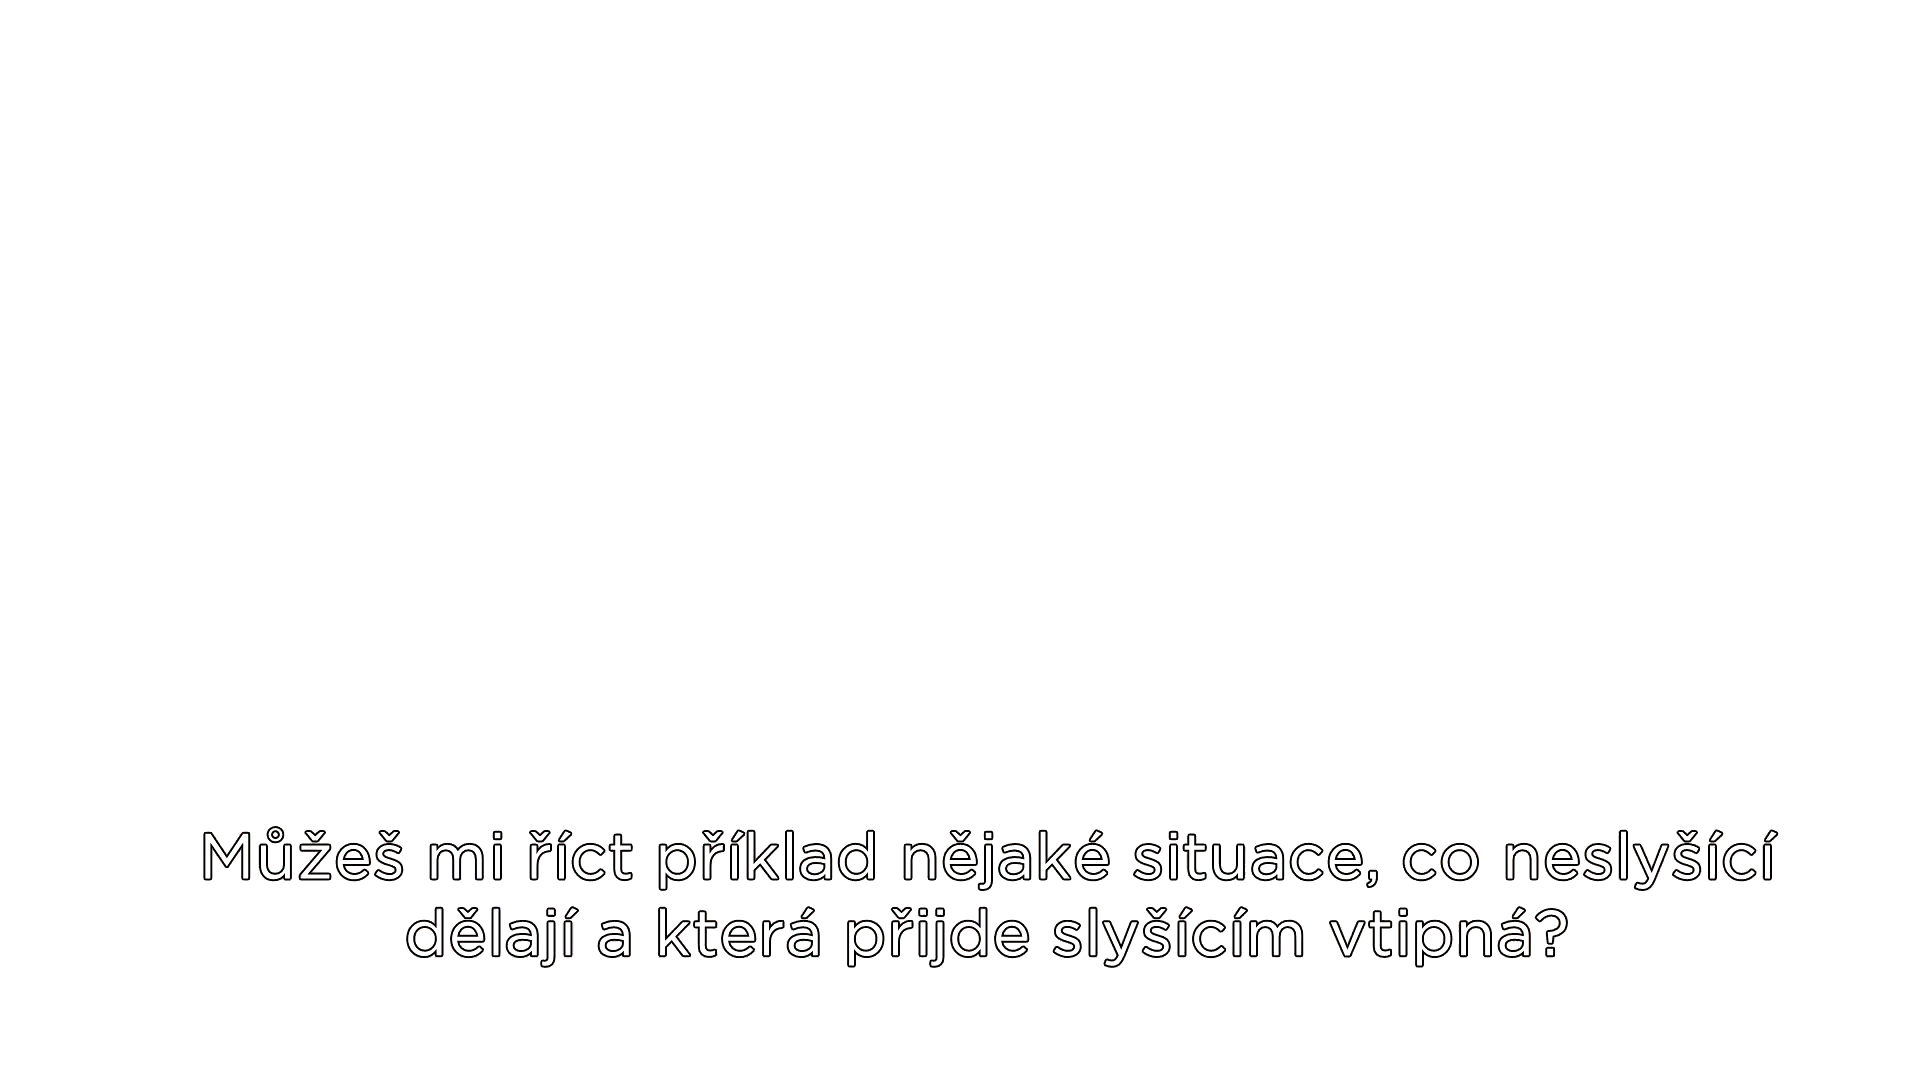 Můžeš mi říct příklad nějaké situace, co neslyšící
dělají a která přijde slyšícím vtipná?